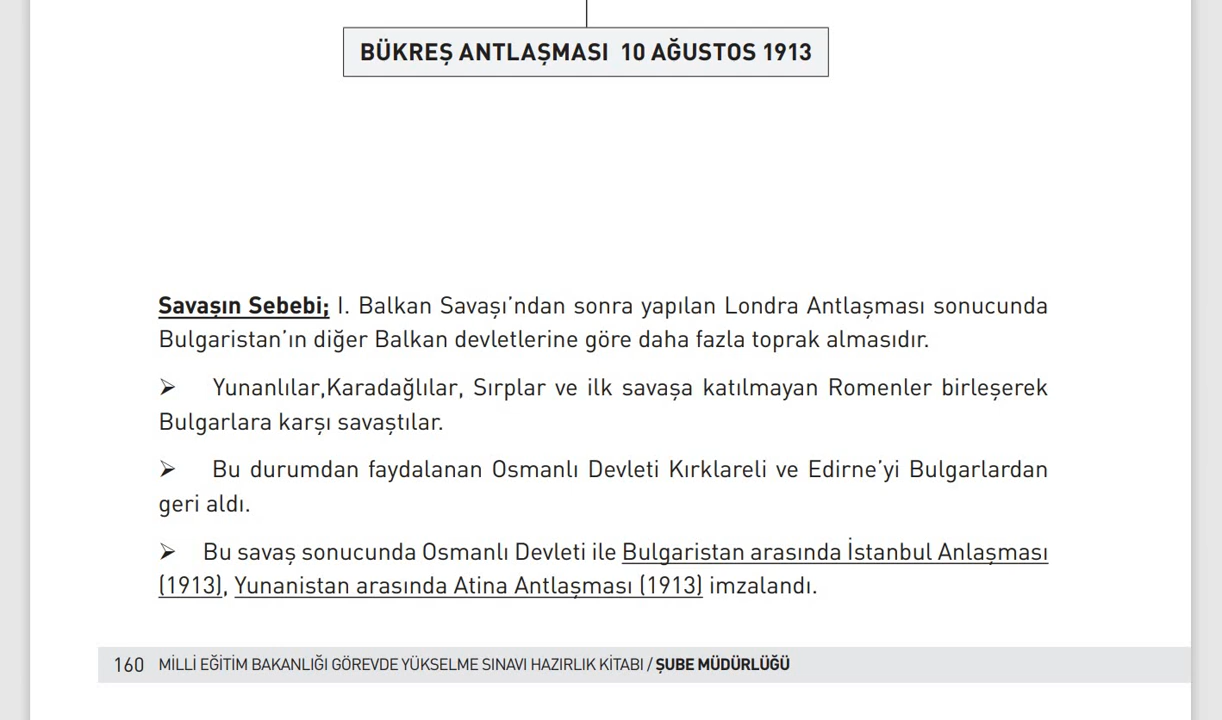 BÜKREŞ ANTLAŞMASI 10 AĞUSTOS 1913
Savaşın Sebebi; I. Balkan Savaşı’ndan sonra yapılan Londra Antlaşması sonucunda
Bulgaristan’ın diğer Balkan devletlerine göre daha fazla toprak almasıdır.
➢ Yunanlılar,Karadağlılar, Sırplar ve ilk savaşa katılmayan Romenler birleşerek
Bulgarlara karşı savaştılar.
➢ Bu durumdan faydalanan Osmanlı Devleti Kırklareli ve Edirne’yi Bulgarlardan
geri aldı.
➢ Bu savaş sonucunda Osmanlı Devleti ile Bulgaristan arasında İstanbul Anlaşması
(1913), Yunanistan arasında Atina Antlaşması (1913) imzalandı.
160 MİLLİ EĞİTİM BAKANLIĞI GÖREVDE YÜKSELME SINAVI HAZIRLIK KİTABI / ŞUBE MÜDÜRLÜĞÜ